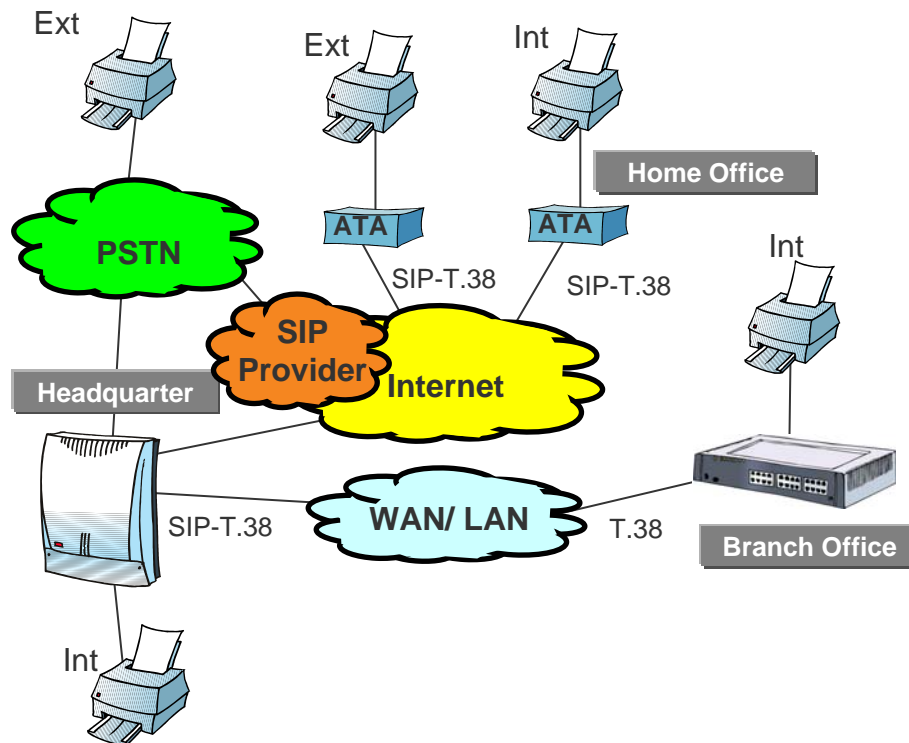 Ext
Ext
Int
Home Office
ATA
ATA
PSTN
Int
SIP-T.38
SIP-T.38
SIP
Provider
Internet
Headquarter
WAN/ LAN
SIP-T.38
T.38
Branch Office
Int